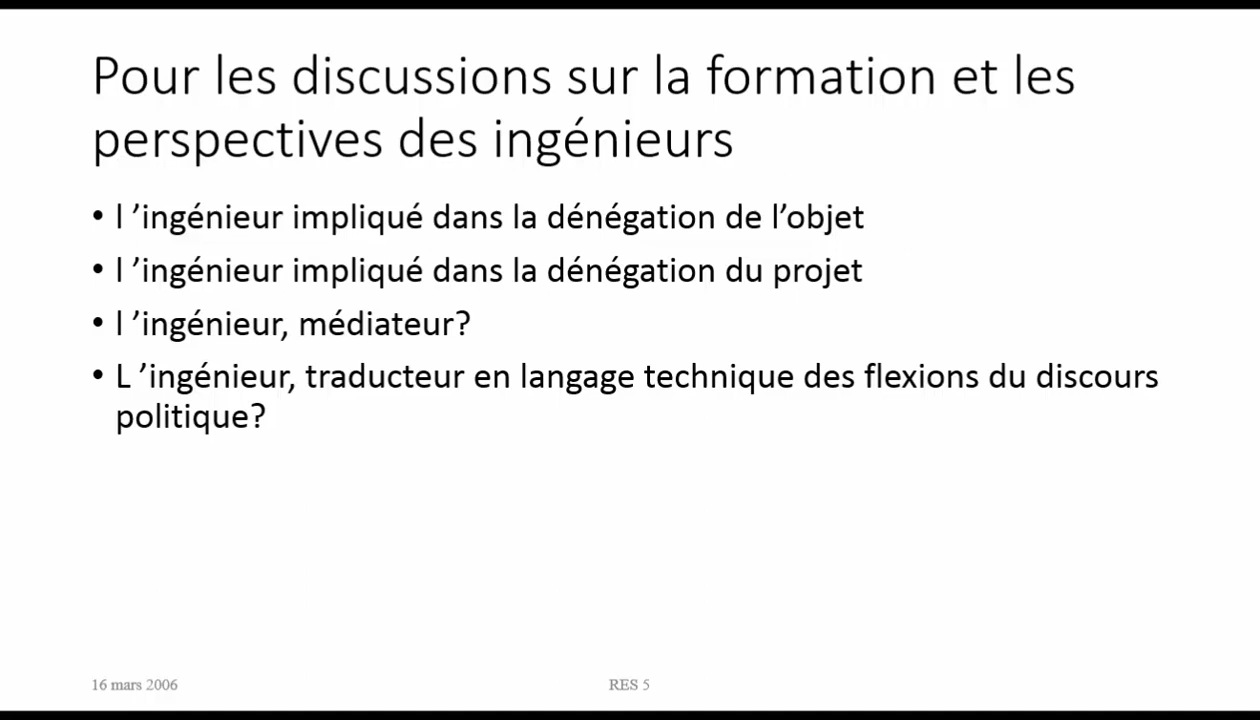 Pour les discussions sur la formation et les
perspectives des ingénieurs
• l ’ingénieur impliqué dans la dénégation de l’objet
• l ’ingénieur impliqué dans la dénégation du projet
• l ’ingénieur, médiateur?
• L ’ingénieur, traducteur en langage technique des flexions du discours
politique?
16 mars 2006
RES 5